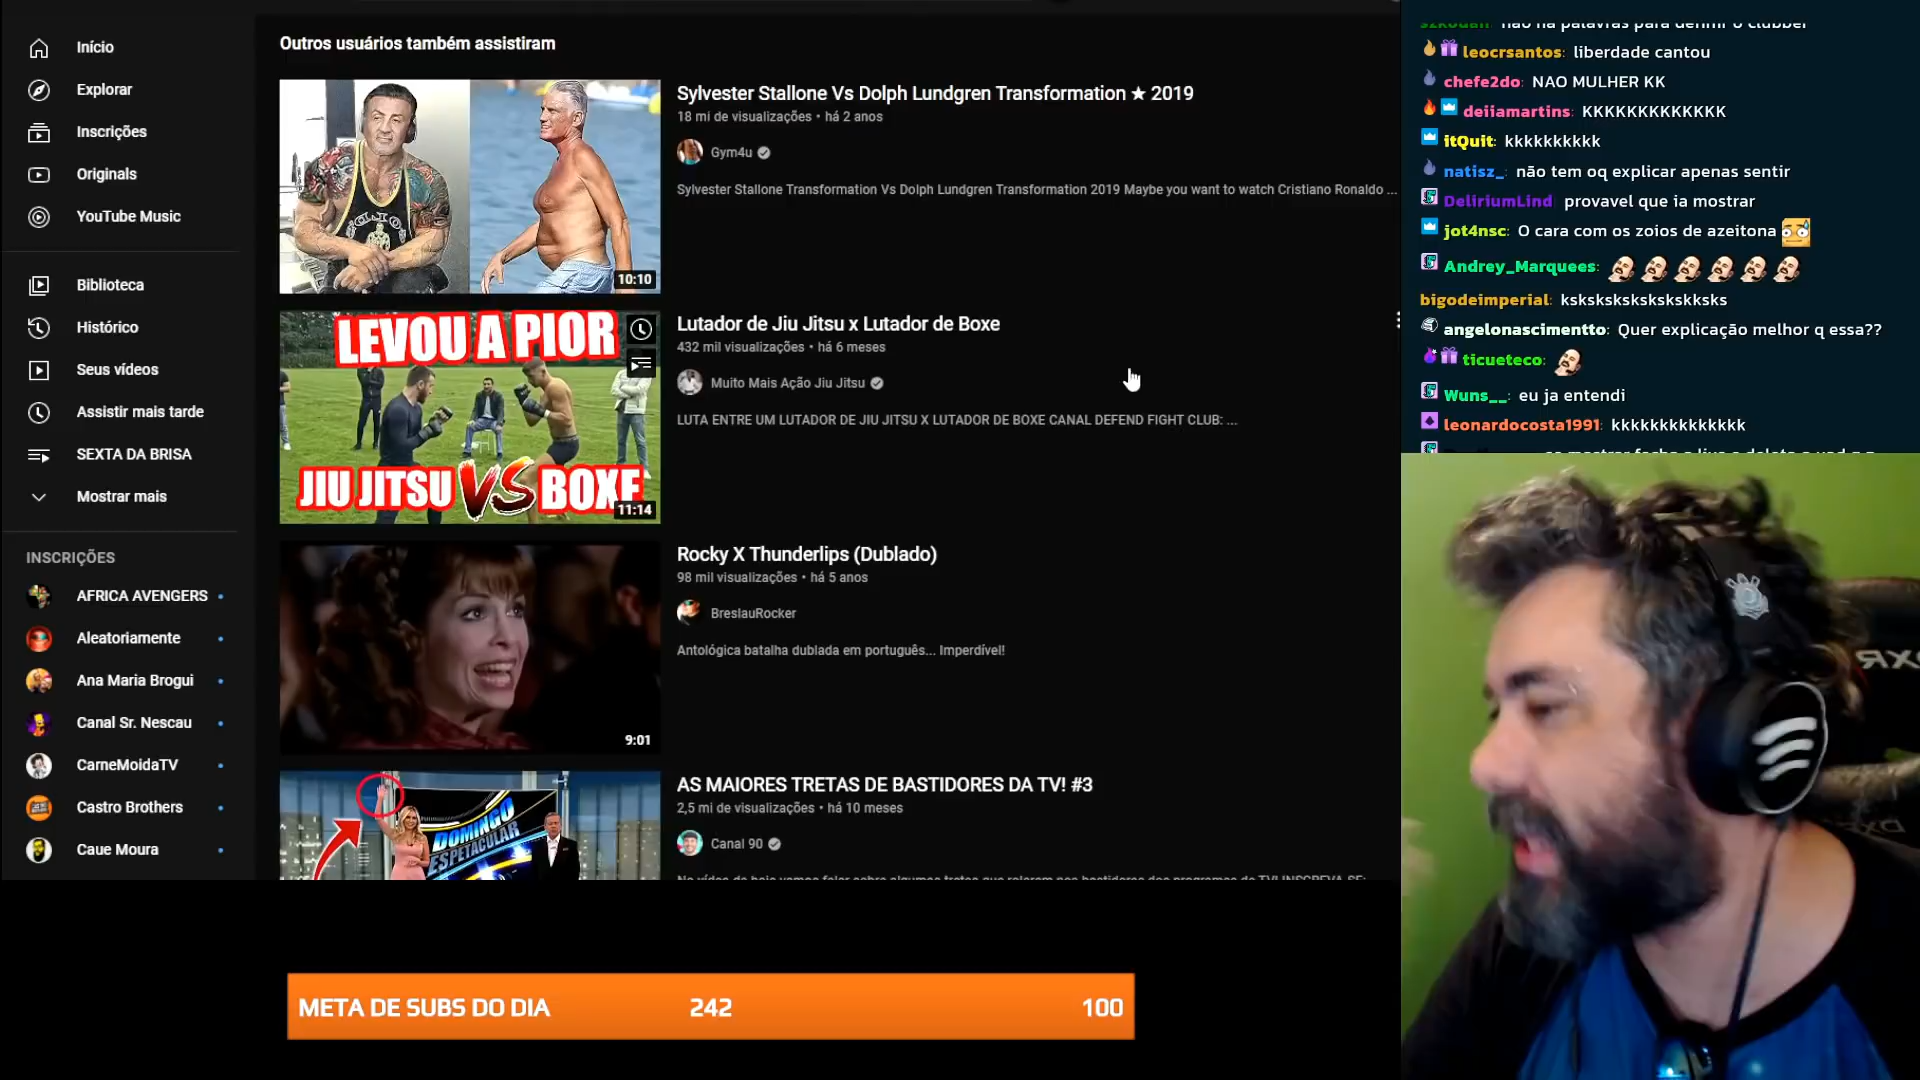 Início
Explorar
Inscrições
Originals
YouTube Music
Biblioteca
Histórico
Seus vídeos
Assistir mais tarde
SEXTA DA BRISA
Mostrar mais
INSCRIÇÕES
AFRICA AVENGERS
Aleatoriamente
Ana Maria Brogui
Canal Sr. Nescau
CarneMoidaTV
Castro Brothers
Caue Moura
Outros usuários também assistiram
10:10
Sylvester Stallone Vs Dolph Lundgren Transformation ★ 2019
18 mi de visualizações • há 2 anos
Gym4u
Sylvester Stallone Transformation Vs Dolph Lundgren Transformation 2019 Maybe you want to watch Cristiano Ronaldo ...
LEVOU A PIOR
JIU JITSU VS BOXE
11:14
Lutador de Jiu Jitsu x Lutador de Boxe
432 mil visualizações • há 6 meses
Muito Mais Ação Jiu Jitsu
LUTA ENTRE UM LUTADOR DE JIU JITSU X LUTADOR DE BOXE CANAL DEFEND FIGHT CLUB: ...
9:01
Rocky X Thunderlips (Dublado)
98 mil visualizações • há 5 anos
BreslauRocker
Antológica batalha dublada em português... Imperdível!
DOMINGO
ESPETACULAR
AS MAIORES TRETAS DE BASTIDORES DA TV! #3
2,5 mi de visualizações • há 10 meses
Canal 90
META DE SUBS DO DIA 242 100
não há palavras para definir o clubber
leocrsantos: liberdade cantou
chefe2do: NAO MULHER KK
deiiamartins: KKKKKKKKKKKKK
itQuit: kkkkkkkkkk
natisz_: não tem oq explicar apenas sentir
DeliriumLind provavel que ia mostrar
jot4nsc: O cara com os zoios de azeitona
Andrey_Marquees:
bigodeimperial: kskskskskskskskksks
angelonascimentto: Quer explicação melhor q essa??
ticueteco:
Wuns__: eu ja entendi
leonardocosta1991: kkkkkkkkkkkkkk